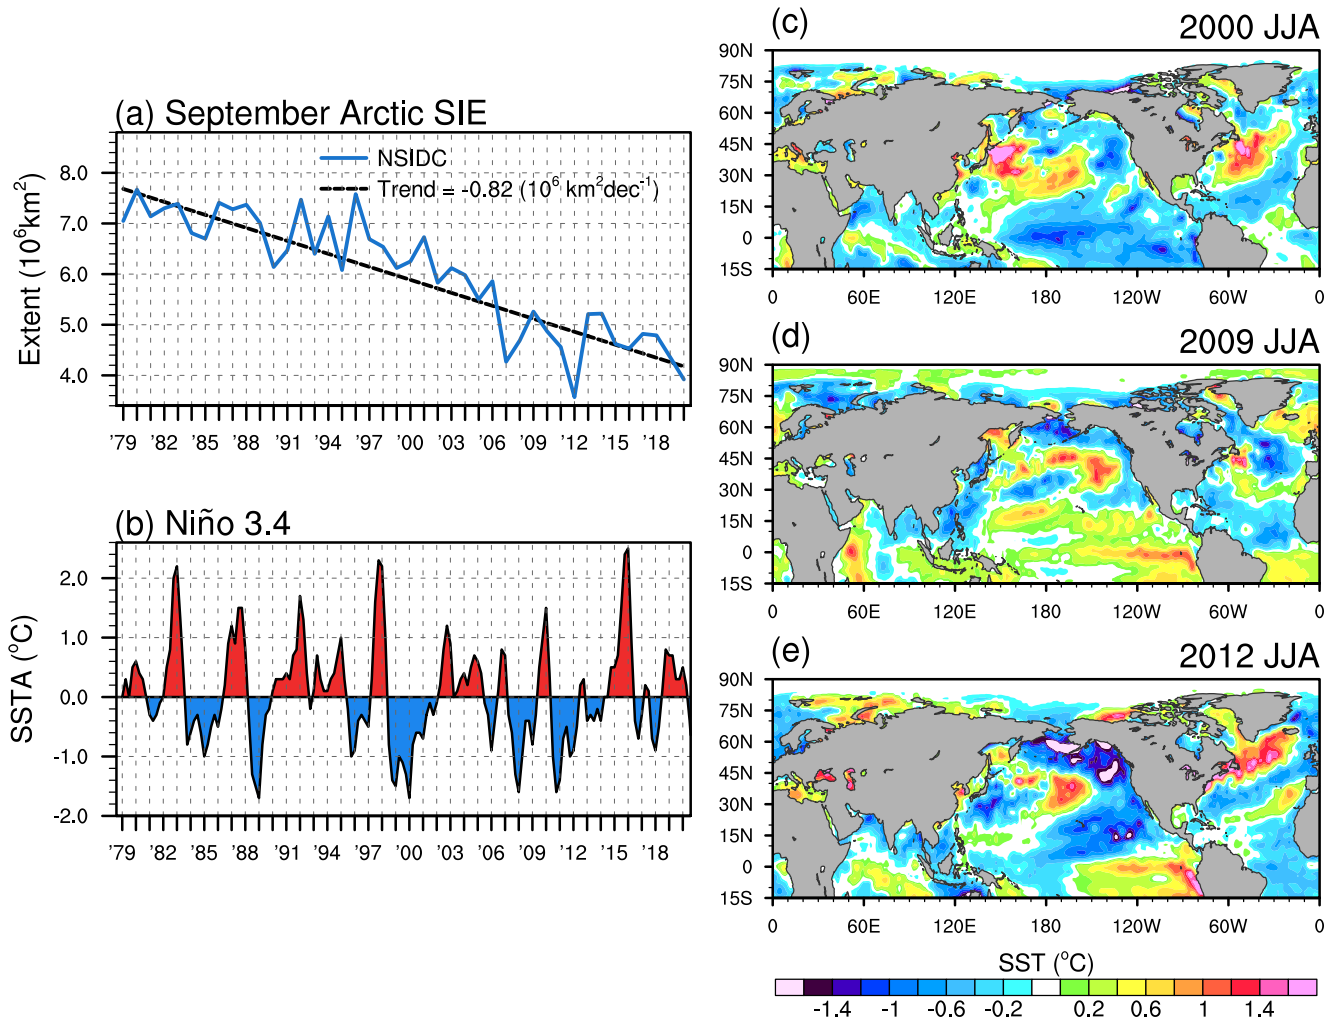 (a) September Arctic SIE
NSIDC
Trend = -0.82 (10⁶ km²dec⁻¹)
Extent (10⁶km²)
8.0
7.0
6.0
5.0
4.0
'79 '82 '85 '88 '91 '94 '97 '00 '03 '06 '09 '12 '15 '18
(b) Niño 3.4
SSTA (°C)
2.0
1.0
0.0
-1.0
-2.0
'79 '82 '85 '88 '91 '94 '97 '00 '03 '06 '09 '12 '15 '18
(c) 2000 JJA
90N
75N
60N
45N
30N
15N
0
15S
0 60E 120E 180 120W 60W 0
(d) 2009 JJA
90N
75N
60N
45N
30N
15N
0
15S
0 60E 120E 180 120W 60W 0
(e) 2012 JJA
90N
75N
60N
45N
30N
15N
0
15S
0 60E 120E 180 120W 60W 0
SST (°C)
-1.4 -1 -0.6 -0.2 0.2 0.6 1 1.4